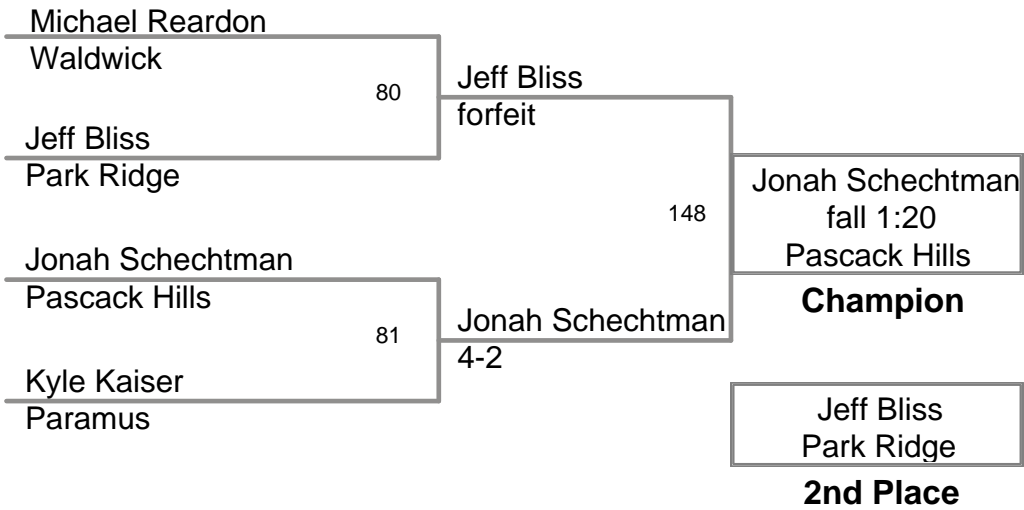 Michael Reardon
Waldwick
80
Jeff Bliss
Park Ridge
Jeff Bliss
forfeit
Jonah Schechtman
Pascack Hills
81
Kyle Kaiser
Paramus
Jonah Schechtman
4-2
148
Jonah Schechtman
fall 1:20
Pascack Hills
Champion
Jeff Bliss
Park Ridge
2nd Place